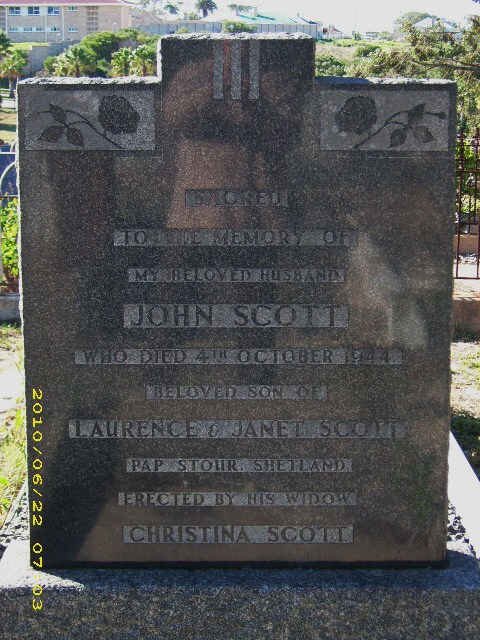 SACRED
TO THE MEMORY OF
MY BELOVED HUSBAND
JOHN SCOTT
WHO DIED 4TH OCTOBER 1944
BELOVED SON OF
LAURENCE & JANET SCOTT
PAP STOUR, SHETLAND
ERECTED BY HIS WIDOW
CHRISTINA SCOTT
2010/06/22 07:03